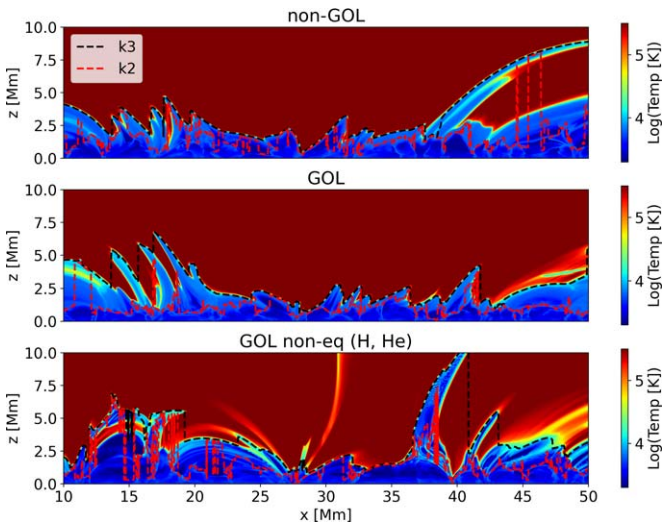 non-GOL
k3
k2
z [Mm]
10.0
7.5
5.0
2.5
0.0
5
4
Log(Temp [K])
GOL
z [Mm]
10.0
7.5
5.0
2.5
0.0
5
4
Log(Temp [K])
GOL non-eq (H, He)
z [Mm]
10.0
7.5
5.0
2.5
0.0
5
4
Log(Temp [K])
10 15 20 25 30 35 40 45 50
x [Mm]